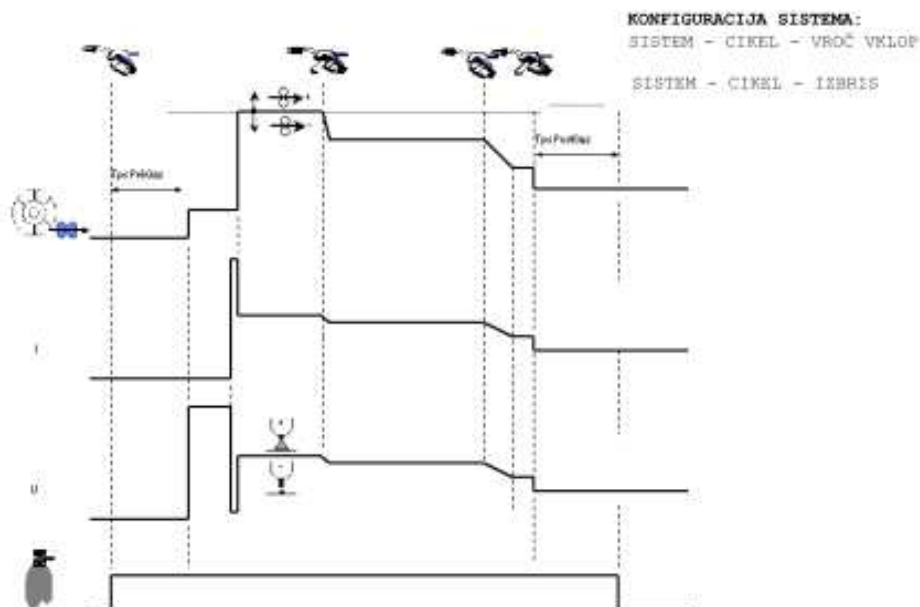 KONFIGURACIJA SISTEMA:
SISTEM - CIKEL - VROČ VKLOP
SISTEM - CIKEL - IZBRIS
I
U